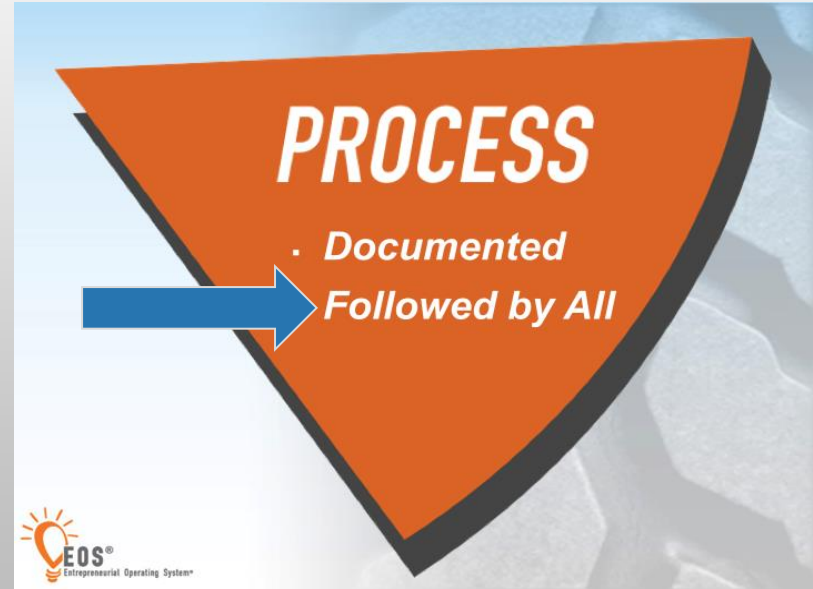 PROCESS
▪ Documented
Followed by All
EOS®
Entrepreneurial Operating System®